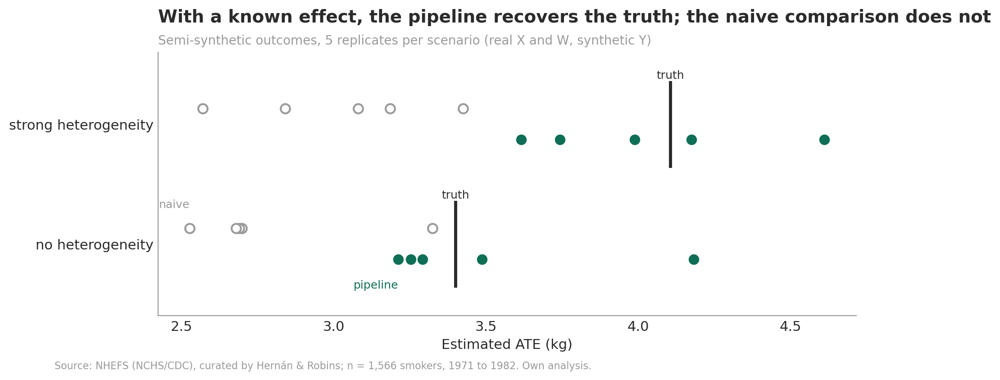 With a known effect, the pipeline recovers the truth; the naive comparison does not
Semi-synthetic outcomes, 5 replicates per scenario (real X and W, synthetic Y)
truth
strong heterogeneity
truth
naive
no heterogeneity
pipeline
2.5 3.0 3.5 4.0 4.5
Estimated ATE (kg)
Source: NHEFS (NCHS/CDC), curated by Hernán & Robins; n = 1,566 smokers, 1971 to 1982. Own analysis.